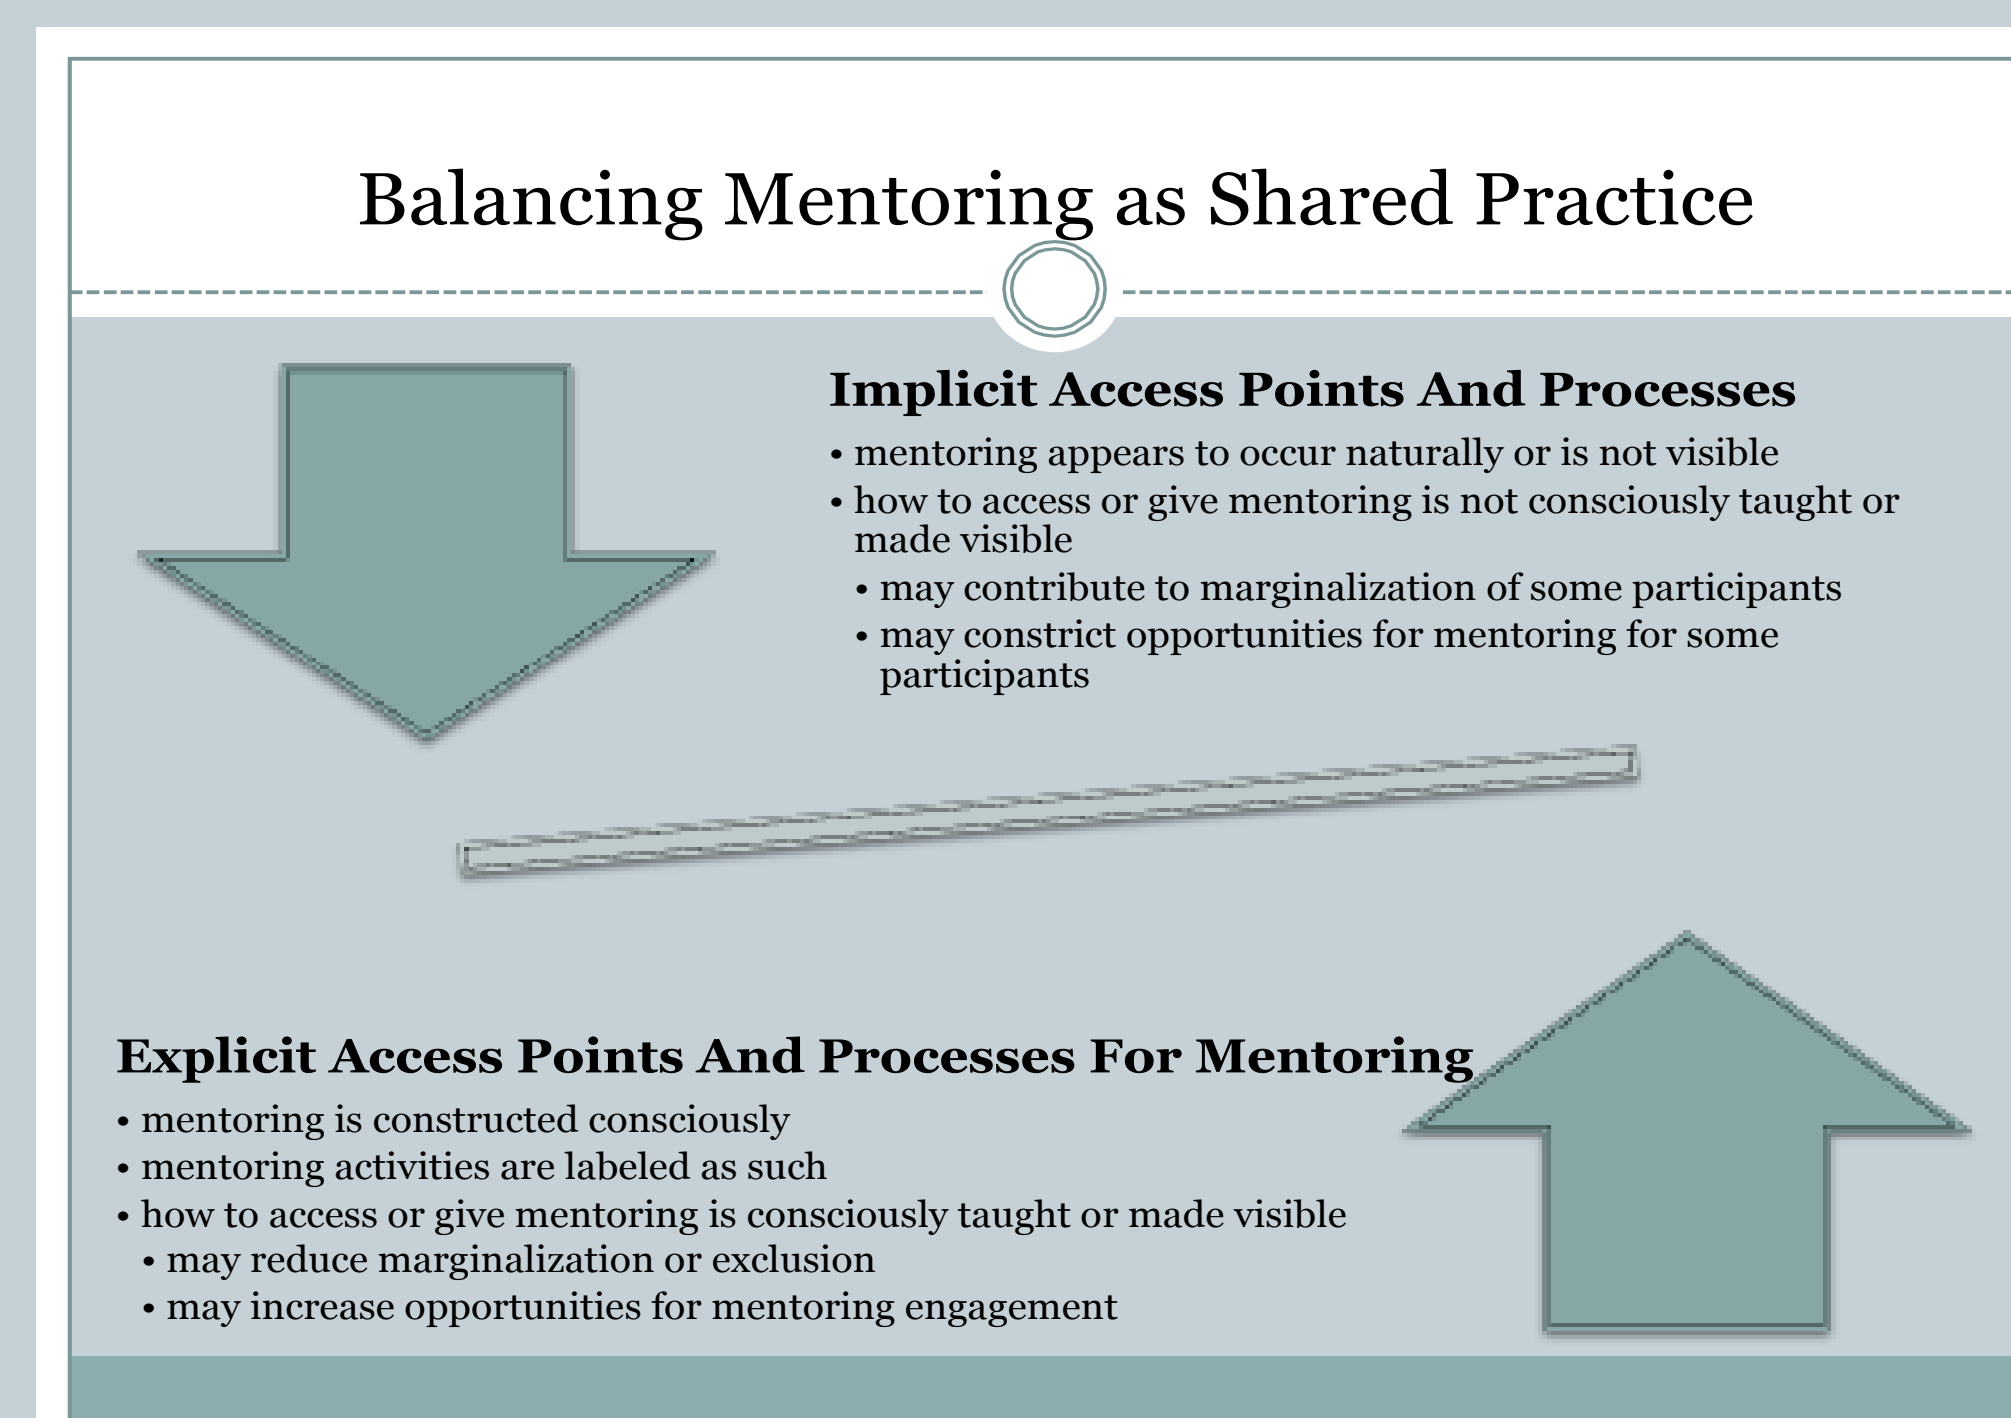 Balancing Mentoring as Shared Practice
Implicit Access Points And Processes
• mentoring appears to occur naturally or is not visible
• how to access or give mentoring is not consciously taught or
made visible
• may contribute to marginalization of some participants
• may constrict opportunities for mentoring for some
participants
Explicit Access Points And Processes For Mentoring
• mentoring is constructed consciously
• mentoring activities are labeled as such
• how to access or give mentoring is consciously taught or made visible
• may reduce marginalization or exclusion
• may increase opportunities for mentoring engagement